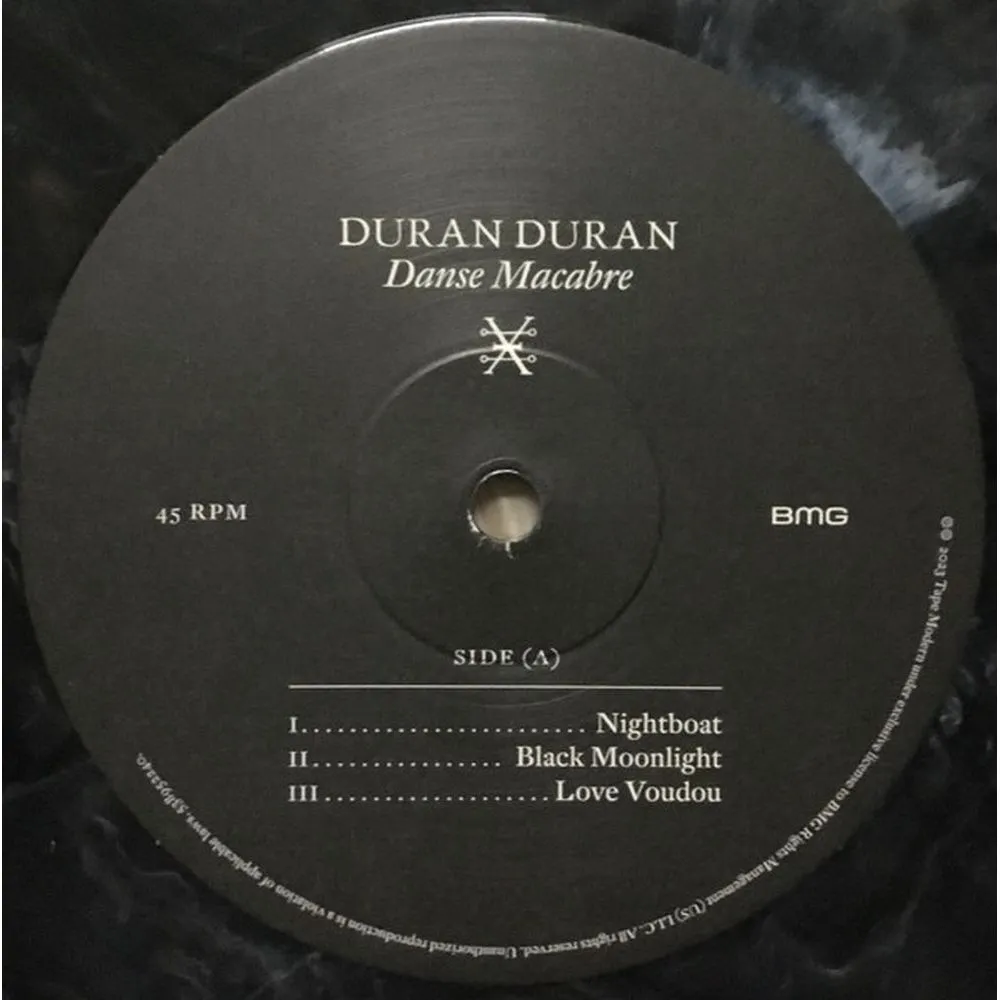 DURAN DURAN
Danse Macabre
45 RPM
BMG
SIDE (A)
I........................ Nightboat
II................ Black Moonlight
III................... Love Voudou
℗© 2023 Tape Modern under exclusive license to BMG Rights Management (US) LLC. All rights reserved. Unauthorized reproduction is a violation of applicable laws. 538952240.